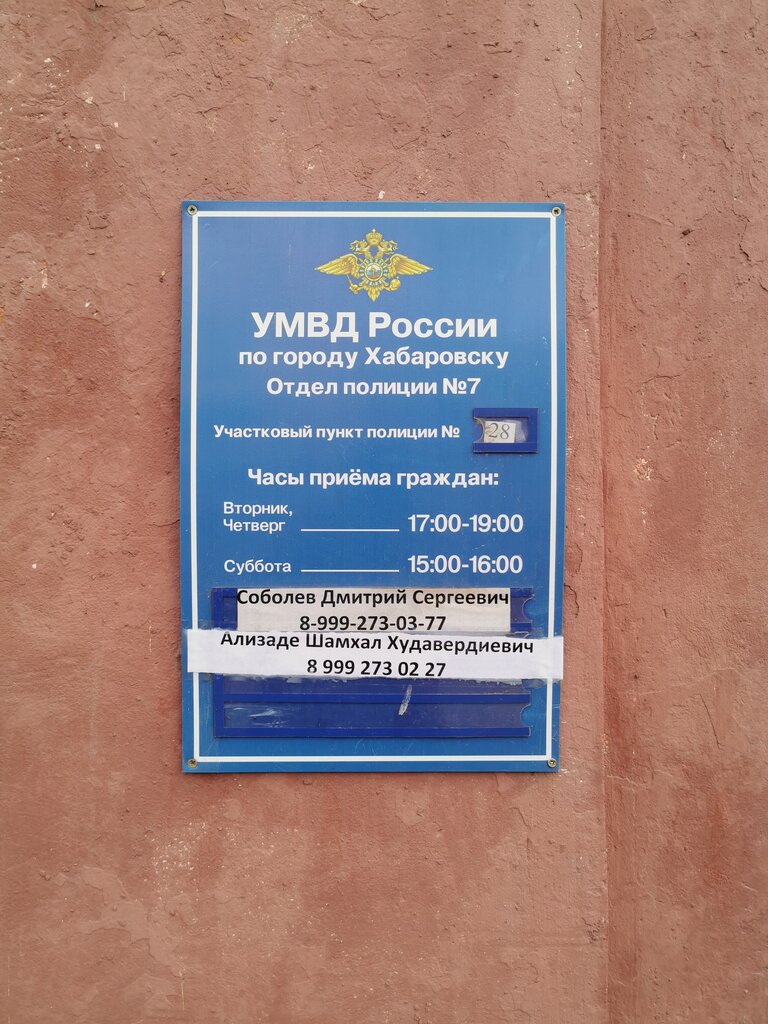 УМВД России
по городу Хабаровску
Отдел полиции №7
Участковый пункт полиции № 28
Часы приёма граждан:
Вторник,
Четверг 17:00-19:00
Суббота 15:00-16:00
Соболев Дмитрий Сергеевич
8-999-273-03-77
Ализаде Шамхал Худавердиевич
8 999 273 02 27